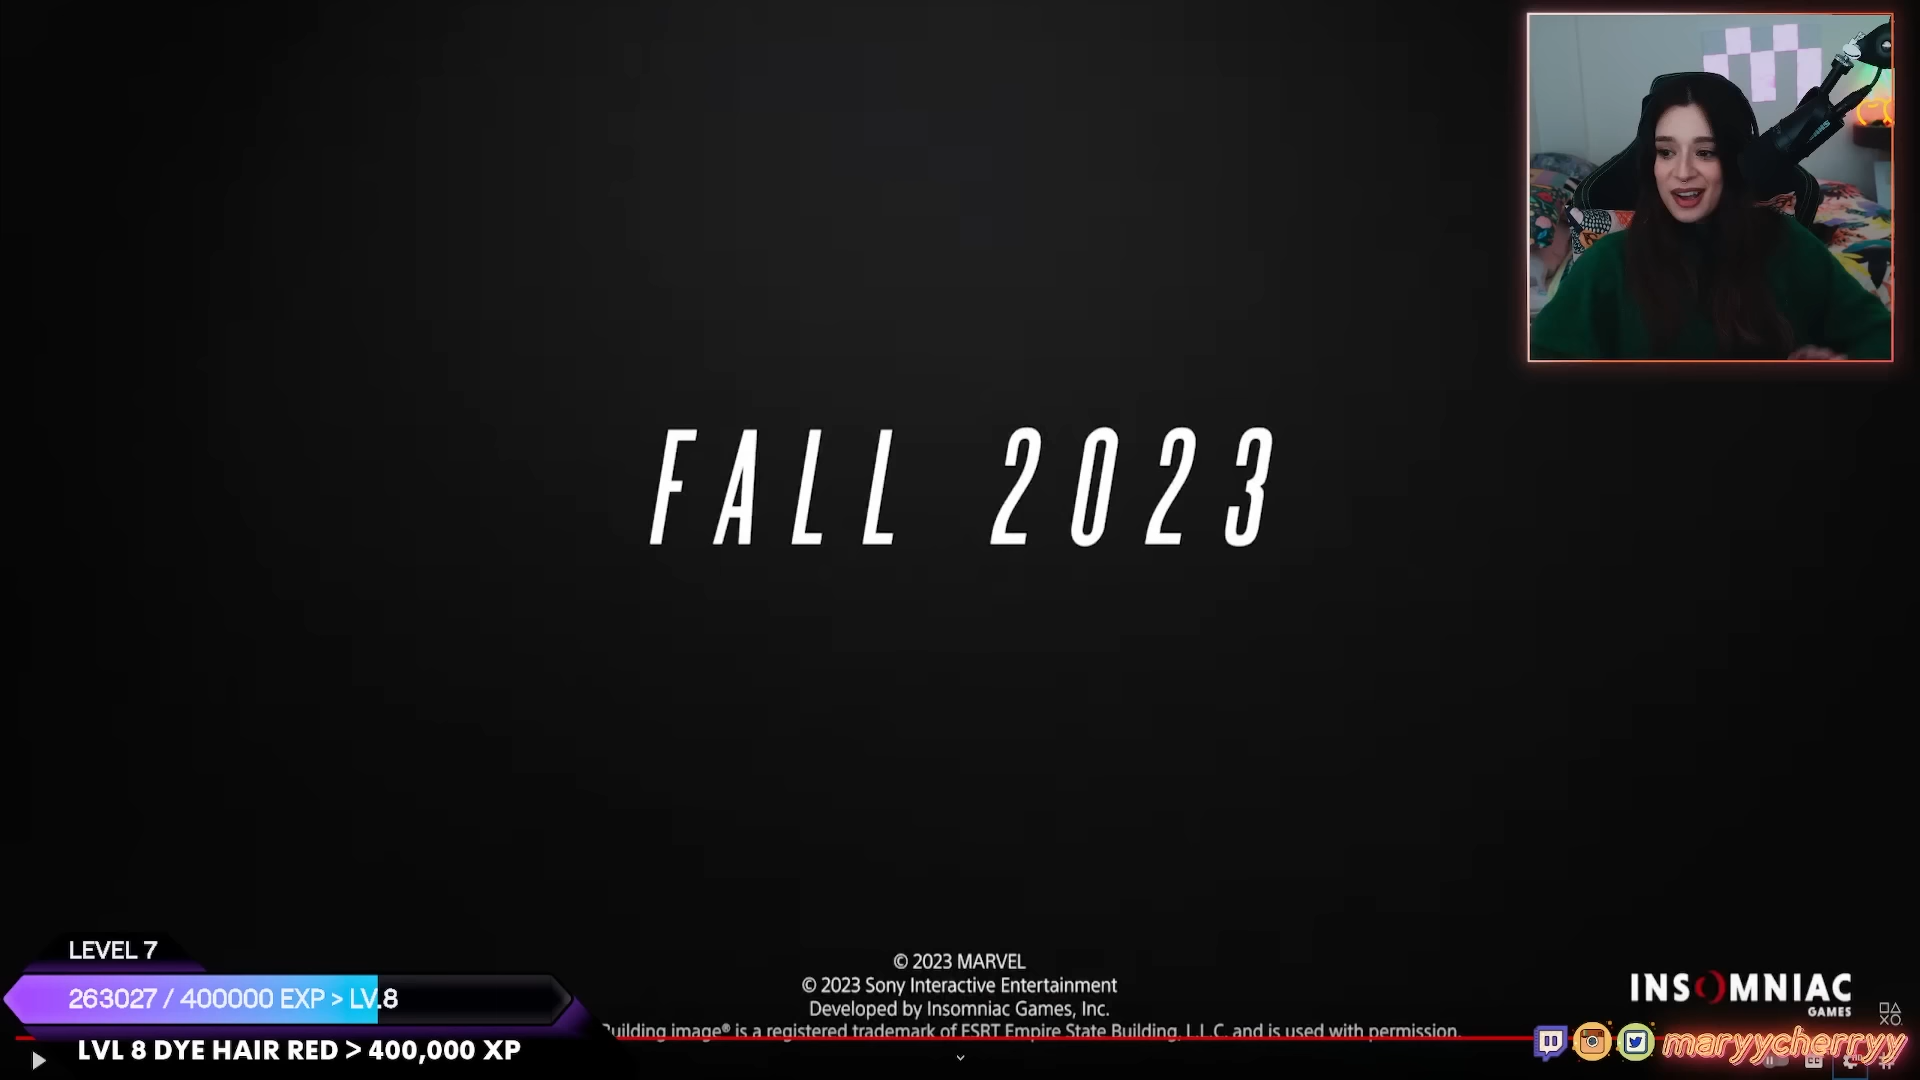 FALL 2023
LEVEL 7
263027 / 400000 EXP > LV.8
LVL 8 DYE HAIR RED > 400,000 XP
© 2023 MARVEL
© 2023 Sony Interactive Entertainment
Developed by Insomniac Games, Inc.
Building image® is a registered trademark of ESRT Empire State Building, L.L.C. and is used with permission.
INSOMNIAC
GAMES
maryycherryy